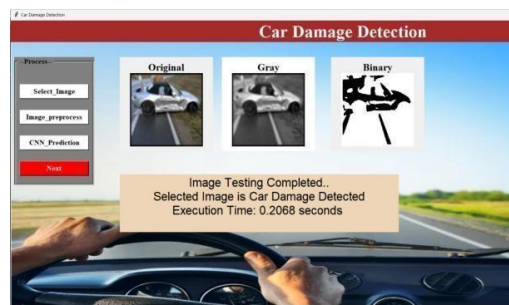 Car Damage Detection
Car Damage Detection
Process
Original
Gray
Binary
Select_Image
Image_preprocess
CNN_Prediction
Next
Image Testing Completed..
Selected Image is Car Damage Detected
Execution Time: 0.2068 seconds